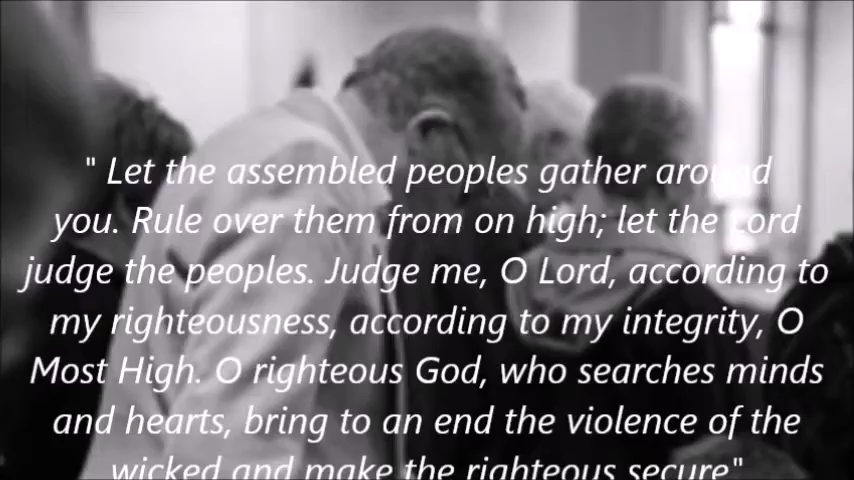 " Let the assembled peoples gather around
you. Rule over them from on high; let the Lord
judge the peoples. Judge me, O Lord, according to
my righteousness, according to my integrity, O
Most High. O righteous God, who searches minds
and hearts, bring to an end the violence of the
wicked and make the righteous secure"